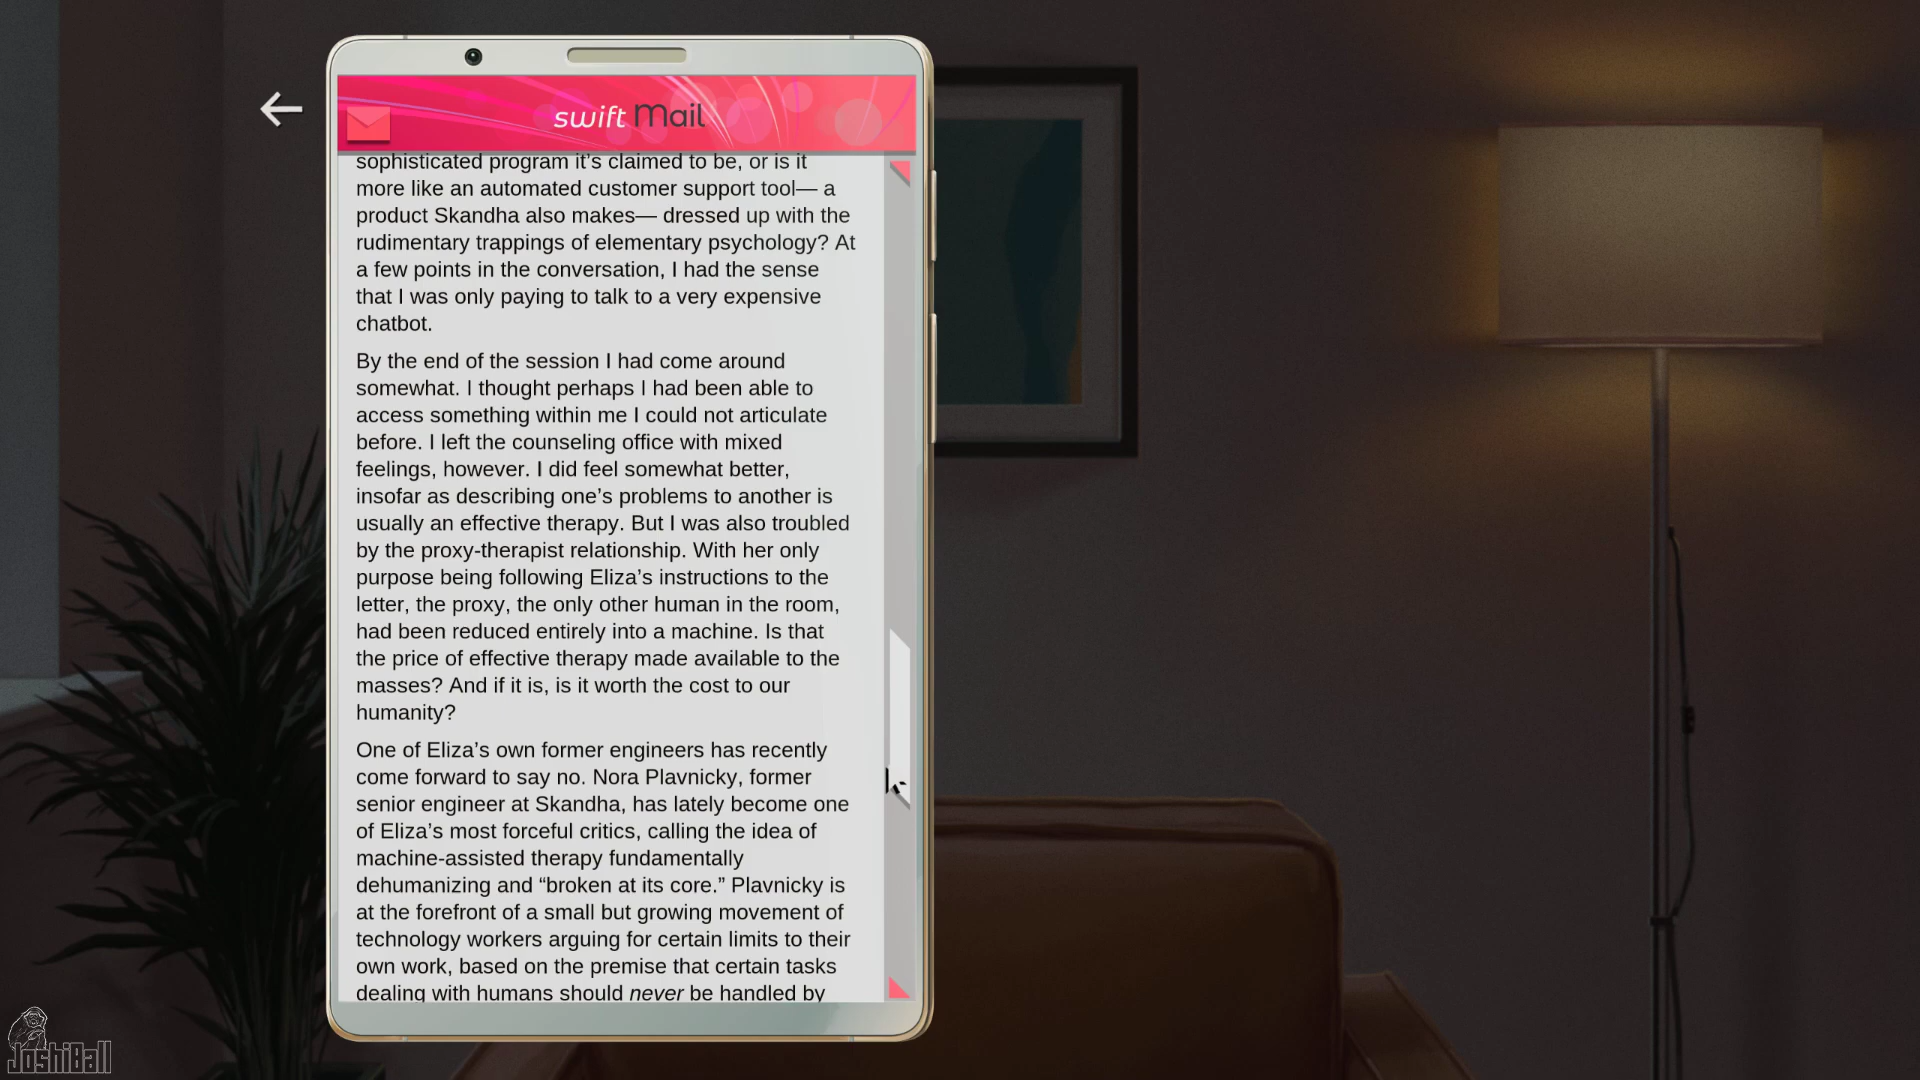 swift Mail
sophisticated program it's claimed to be, or is it
more like an automated customer support tool— a
product Skandha also makes— dressed up with the
rudimentary trappings of elementary psychology? At
a few points in the conversation, I had the sense
that I was only paying to talk to a very expensive
chatbot.
By the end of the session I had come around
somewhat. I thought perhaps I had been able to
access something within me I could not articulate
before. I left the counseling office with mixed
feelings, however. I did feel somewhat better,
insofar as describing one’s problems to another is
usually an effective therapy. But I was also troubled
by the proxy-therapist relationship. With her only
purpose being following Eliza’s instructions to the
letter, the proxy, the only other human in the room,
had been reduced entirely into a machine. Is that
the price of effective therapy made available to the
masses? And if it is, is it worth the cost to our
humanity?
One of Eliza’s own former engineers has recently
come forward to say no. Nora Plavnicky, former
senior engineer at Skandha, has lately become one
of Eliza’s most forceful critics, calling the idea of
machine-assisted therapy fundamentally
dehumanizing and “broken at its core.” Plavnicky is
at the forefront of a small but growing movement of
technology workers arguing for certain limits to their
own work, based on the premise that certain tasks
dealing with humans should never be handled by
JoshiBall